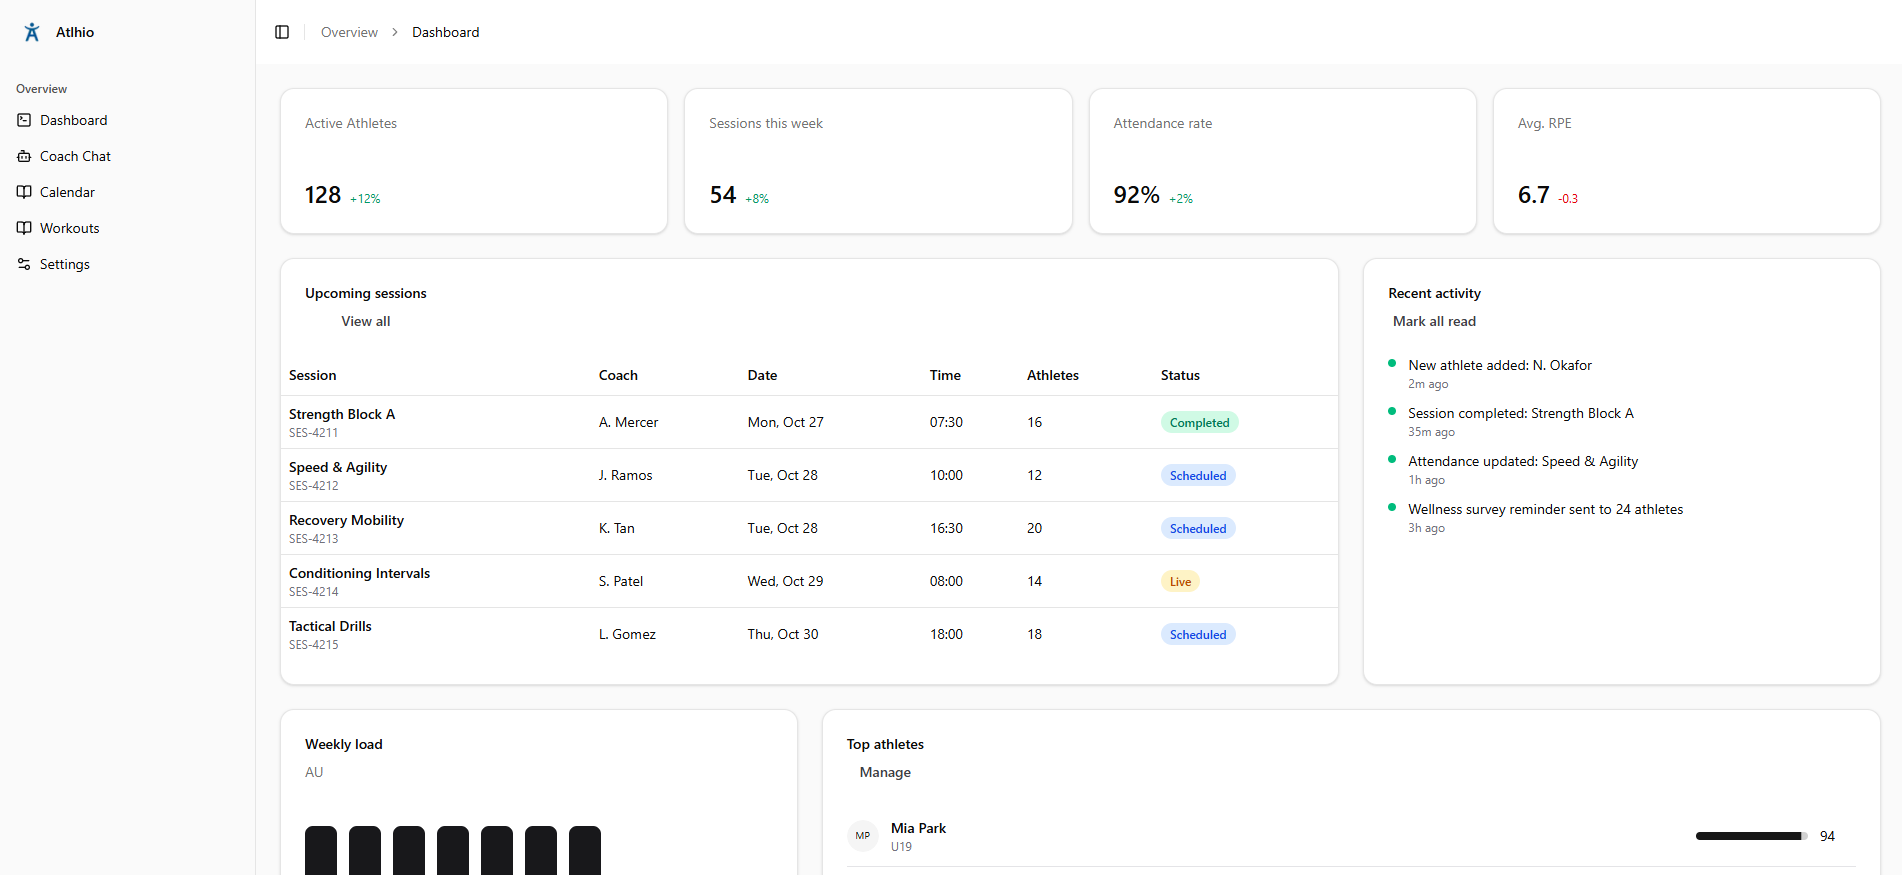 Atlhio
Overview
Dashboard
Coach Chat
Calendar
Workouts
Settings
Overview > Dashboard
Active Athletes
128 +12%
Sessions this week
54 +8%
Attendance rate
92% +2%
Avg. RPE
6.7 -0.3
Upcoming sessions
View all
Session Coach Date Time Athletes Status
Strength Block A
SES-4211
A. Mercer Mon, Oct 27 07:30 16 Completed
Speed & Agility
SES-4212
J. Ramos Tue, Oct 28 10:00 12 Scheduled
Recovery Mobility
SES-4213
K. Tan Tue, Oct 28 16:30 20 Scheduled
Conditioning Intervals
SES-4214
S. Patel Wed, Oct 29 08:00 14 Live
Tactical Drills
SES-4215
L. Gomez Thu, Oct 30 18:00 18 Scheduled
Recent activity
Mark all read
New athlete added: N. Okafor
2m ago
Session completed: Strength Block A
35m ago
Attendance updated: Speed & Agility
1h ago
Wellness survey reminder sent to 24 athletes
3h ago
Weekly load
AU
Top athletes
Manage
MP
Mia Park
U19
94